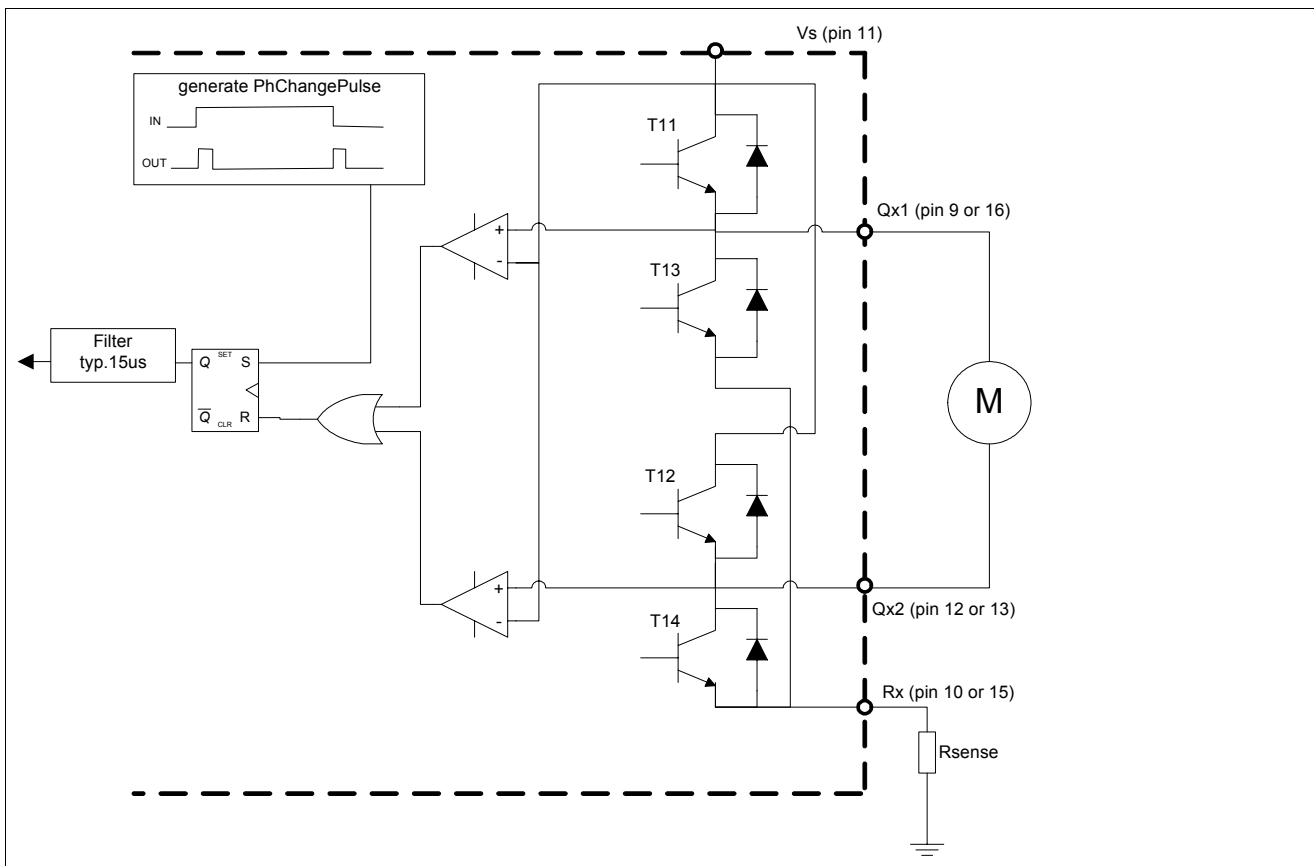 Vs (pin 11)
generate PhChangePulse
IN
OUT
T11
Qx1 (pin 9 or 16)
+
-
T13
Filter
typ.15us
Q SET S
Q CLR R
M
T12
+
-
T14
Qx2 (pin 12 or 13)
Rx (pin 10 or 15)
Rsense